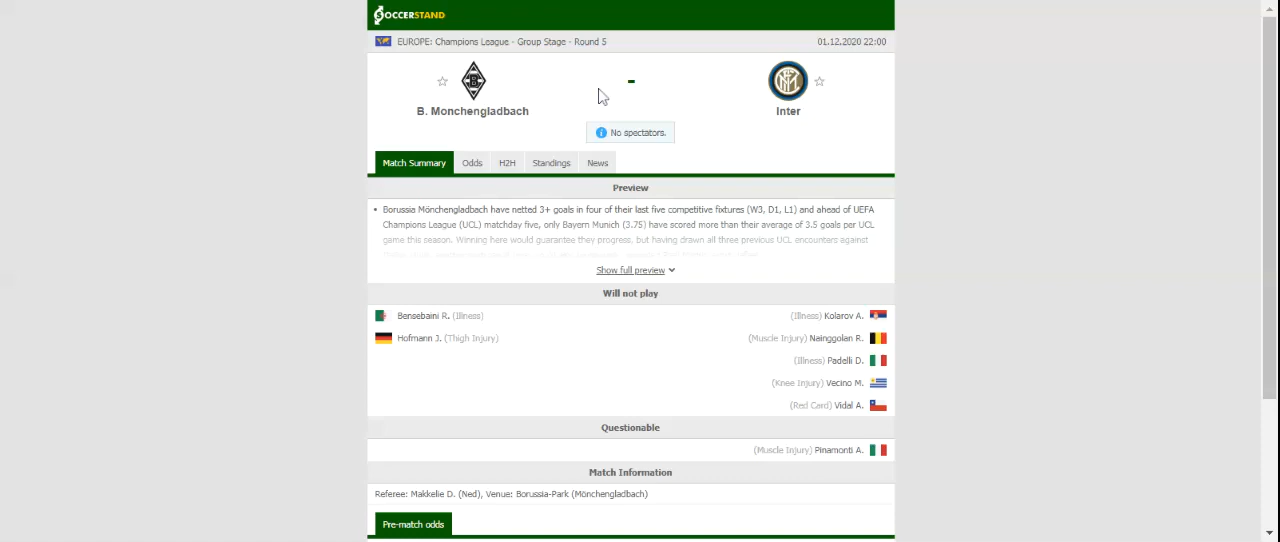 SOCCERSTAND
EUROPE: Champions League - Group Stage - Round 5 01.12.2020 22:00
-
B. Monchengladbach Inter
No spectators.
Match Summary Odds H2H Standings News
Preview
• Borussia Mönchengladbach have netted 3+ goals in four of their last five competitive fixtures (W3, D1, L1) and ahead of UEFA
Champions League (UCL) matchday five, only Bayern Munich (3.75) have scored more than their average of 3.5 goals per UCL
game this season. Winning here would guarantee they progress, but having drawn all three previous UCL encounters against
Show full preview
Will not play
Bensebaini R. (Illness) (Illness) Kolarov A.
Hofmann J. (Thigh Injury) (Muscle Injury) Nainggolan R.
(Illness) Padelli D.
(Knee Injury) Vecino M.
(Red Card) Vidal A.
Questionable
(Muscle Injury) Pinamonti A.
Match Information
Referee: Makkelie D. (Ned), Venue: Borussia-Park (Mönchengladbach)
Pre-match odds